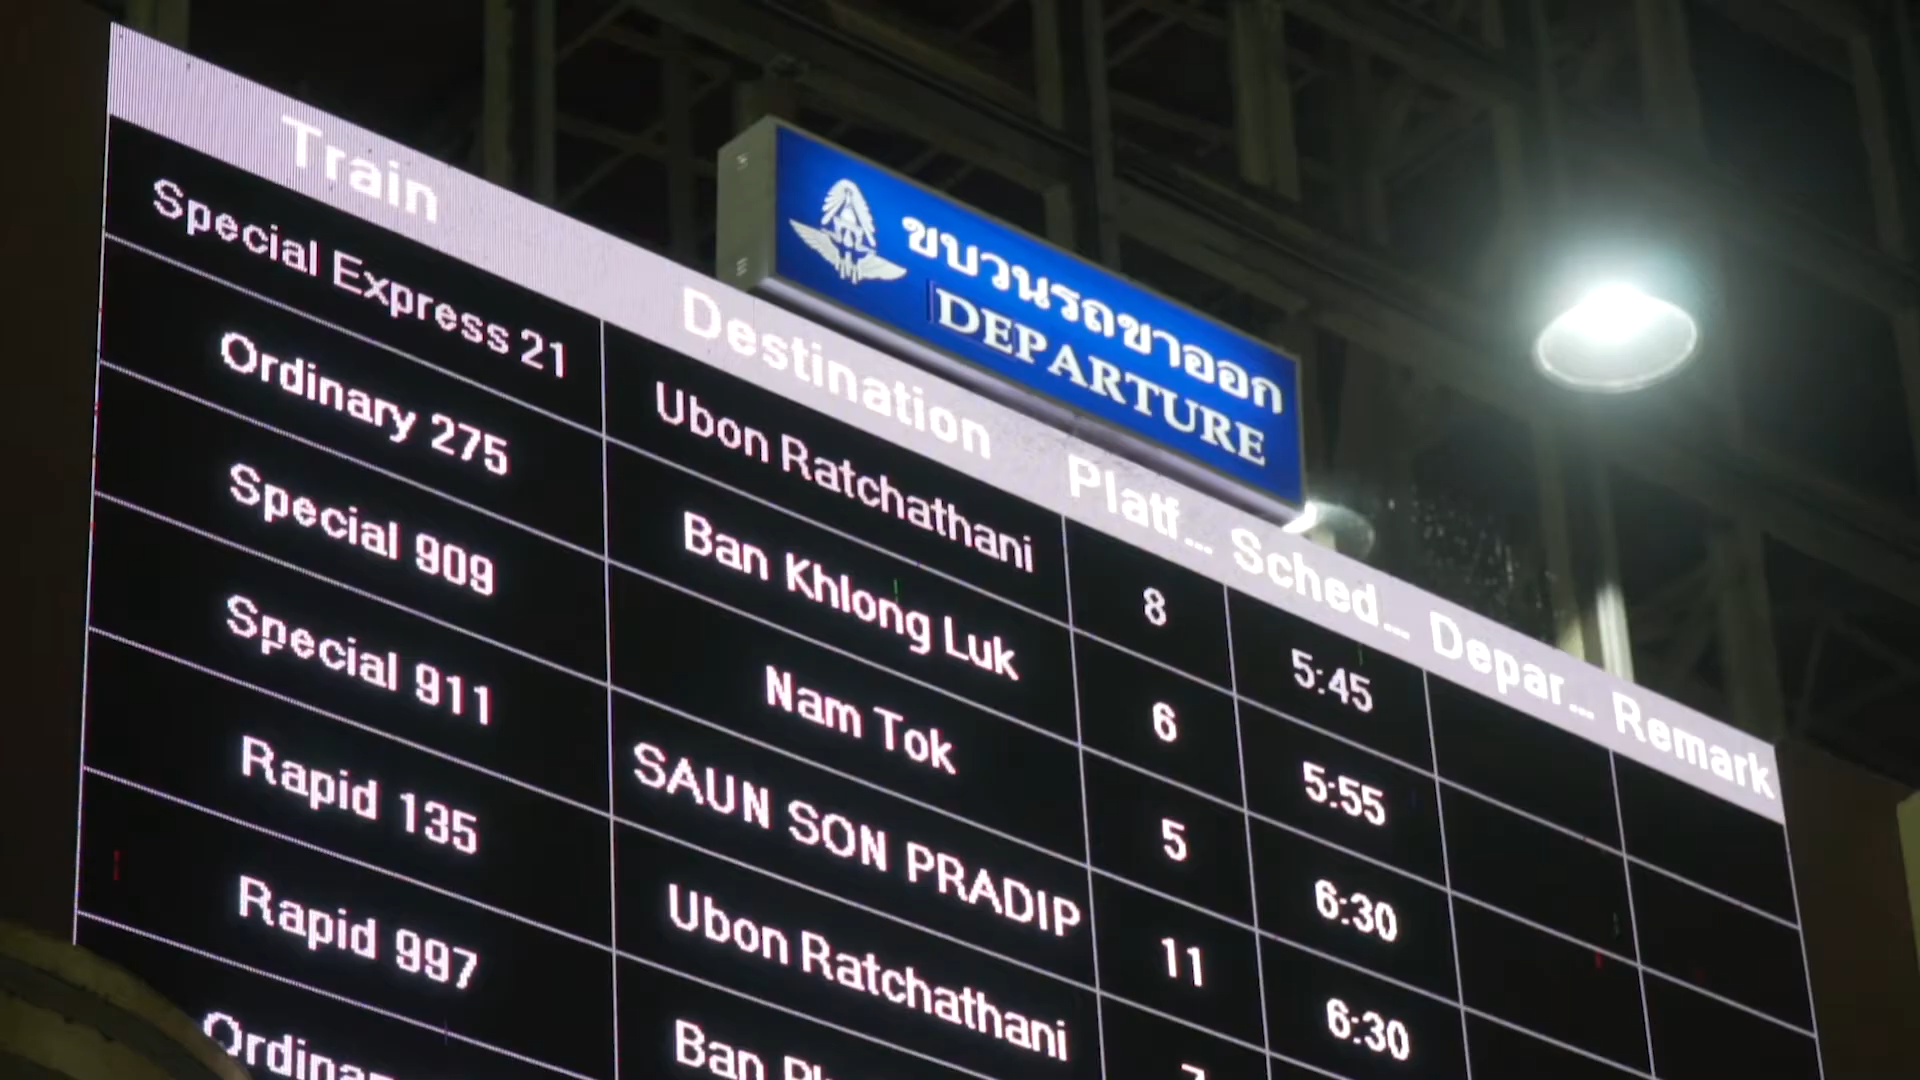 ขบวนรถขาออก
DEPARTURE
Train Destination Platf... Sched... Depar... Remark
Special Express 21 Ubon Ratchathani 8 5:45
Ordinary 275 Ban Khlong Luk 6 5:55
Special 909 Nam Tok 5 6:30
Special 911 SAUN SON PRADIP 11 6:30
Rapid 135 Ubon Ratchathani
Rapid 997 Ban